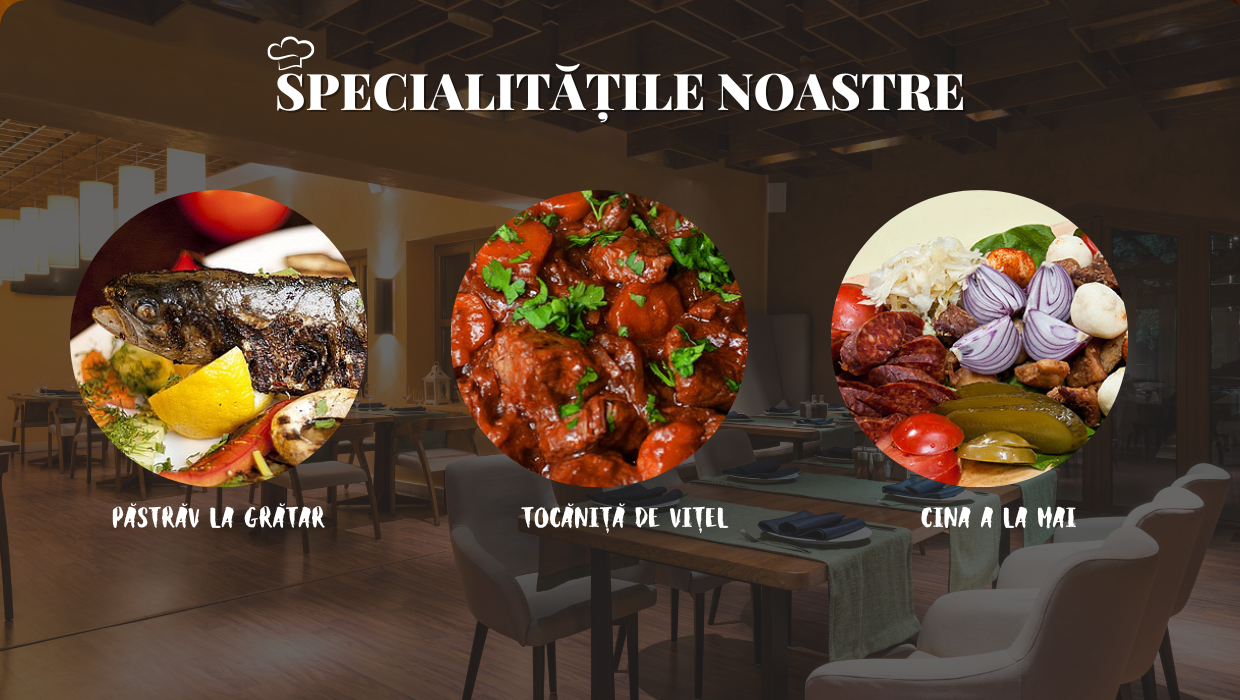 SPECIALITĂȚILE NOASTRE
PĂSTRĂV LA GRĂTAR
TOCĂNIȚĂ DE VIȚEL
CINA A LA MAI